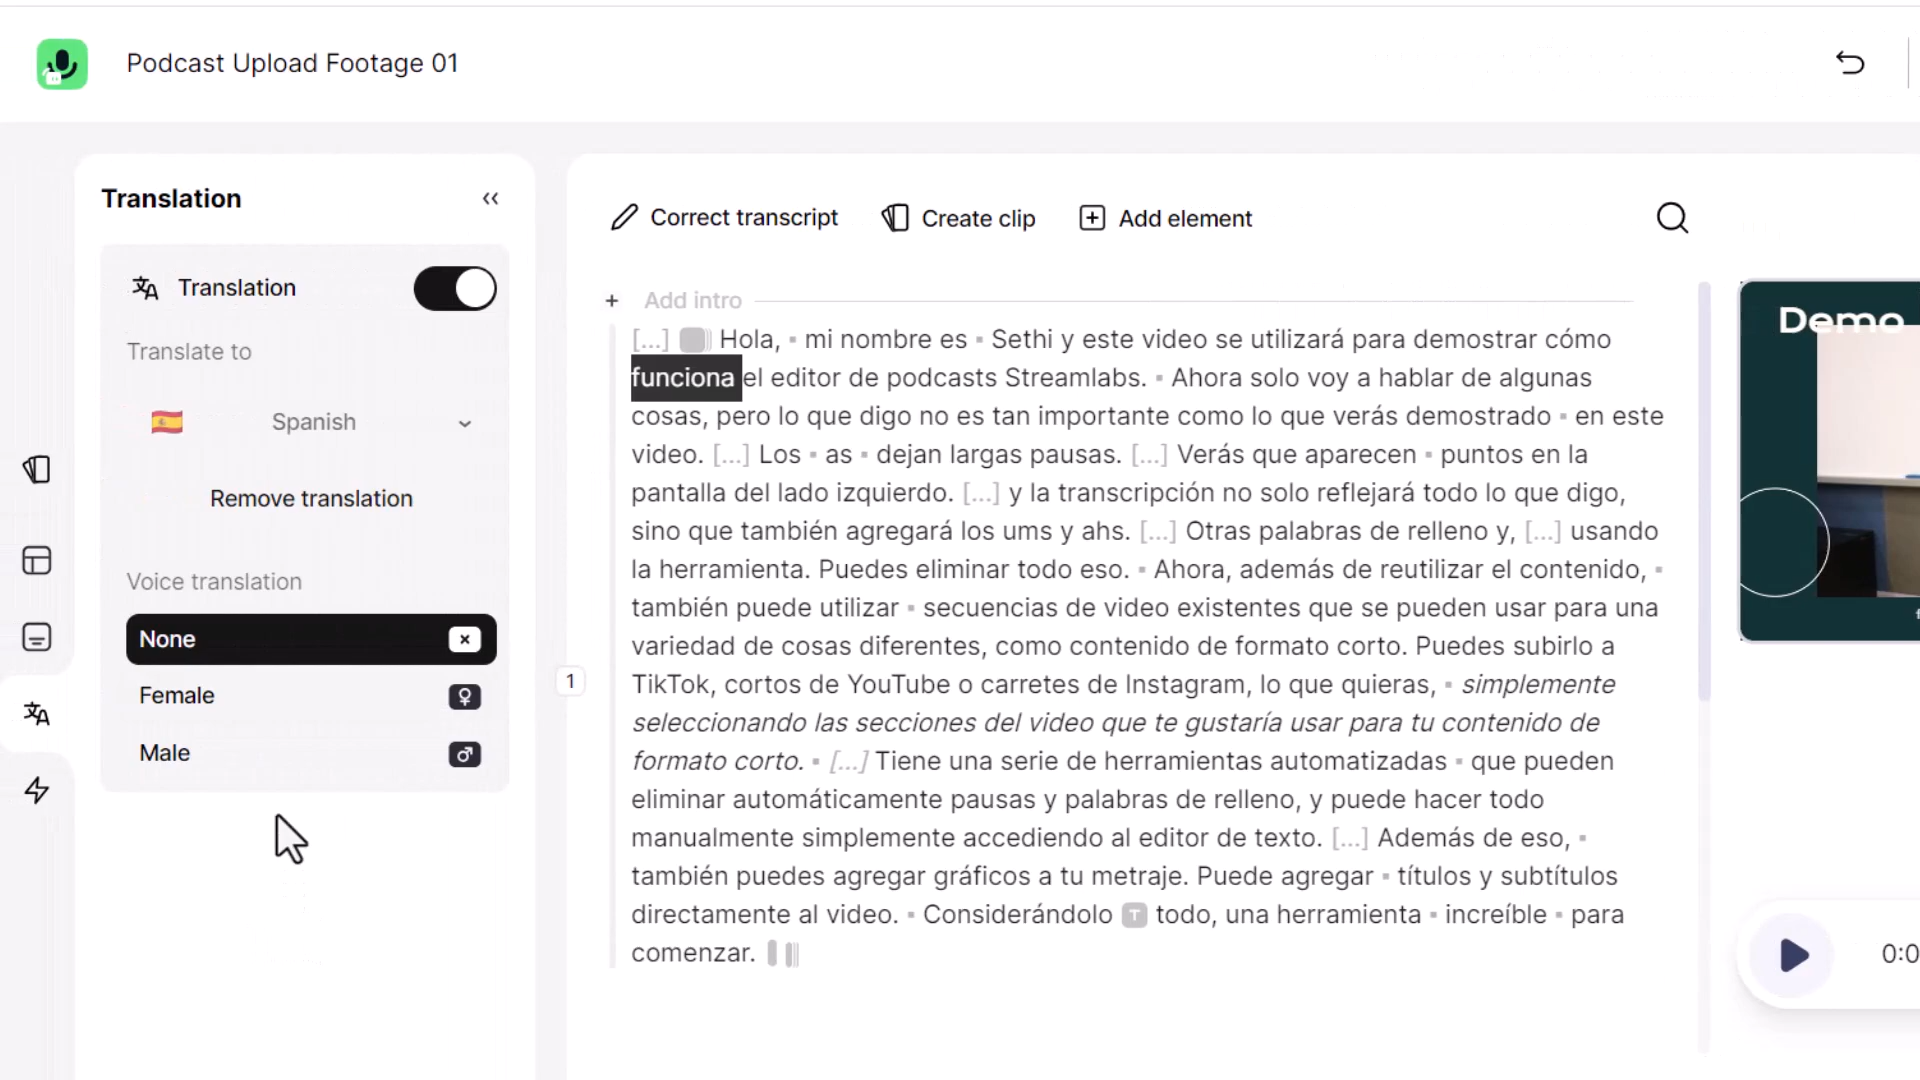 Podcast Upload Footage 01
Translation
Translation
Translate to
Spanish
Remove translation
Voice translation
None
Female
Male
Correct transcript
Create clip
Add element
Add intro
[...] Hola, ▪ mi nombre es ▪ Sethi y este video se utilizará para demostrar cómo
funciona el editor de podcasts Streamlabs. ▪ Ahora solo voy a hablar de algunas
cosas, pero lo que digo no es tan importante como lo que verás demostrado ▪ en este
video. [...] Los ▪ as ▪ dejan largas pausas. [...] Verás que aparecen ▪ puntos en la
pantalla del lado izquierdo. [...] y la transcripción no solo reflejará todo lo que digo,
sino que también agregará los ums y ahs. [...] Otras palabras de relleno y, [...] usando
la herramienta. Puedes eliminar todo eso. ▪ Ahora, además de reutilizar el contenido, ▪
también puede utilizar ▪ secuencias de video existentes que se pueden usar para una
variedad de cosas diferentes, como contenido de formato corto. Puedes subirlo a
TikTok, cortos de YouTube o carretes de Instagram, lo que quieras, ▪ simplemente
seleccionando las secciones del video que te gustaría usar para tu contenido de
formato corto. ▪ [...] Tiene una serie de herramientas automatizadas ▪ que pueden
eliminar automáticamente pausas y palabras de relleno, y puede hacer todo
manualmente simplemente accediendo al editor de texto. [...] Además de eso, ▪
también puedes agregar gráficos a tu metraje. Puede agregar ▪ títulos y subtítulos
directamente al video. ▪ Considerándolo T todo, una herramienta ▪ increíble ▪ para
comenzar.
1
Demo
0:0